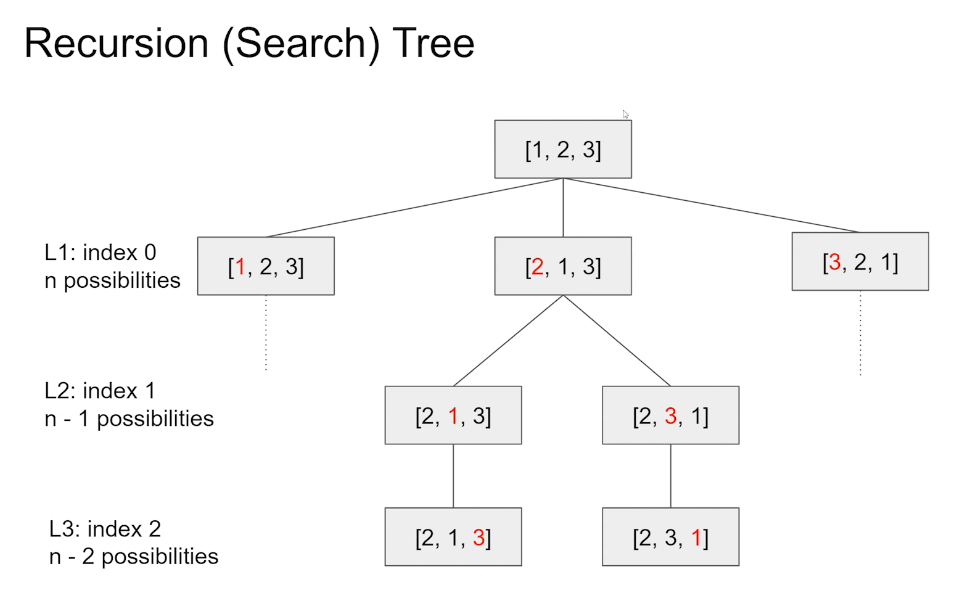 Recursion (Search) Tree
[1, 2, 3]
L1: index 0
n possibilities
[1, 2, 3]
[2, 1, 3]
[3, 2, 1]
L2: index 1
n - 1 possibilities
[2, 1, 3]
[2, 3, 1]
L3: index 2
n - 2 possibilities
[2, 1, 3]
[2, 3, 1]